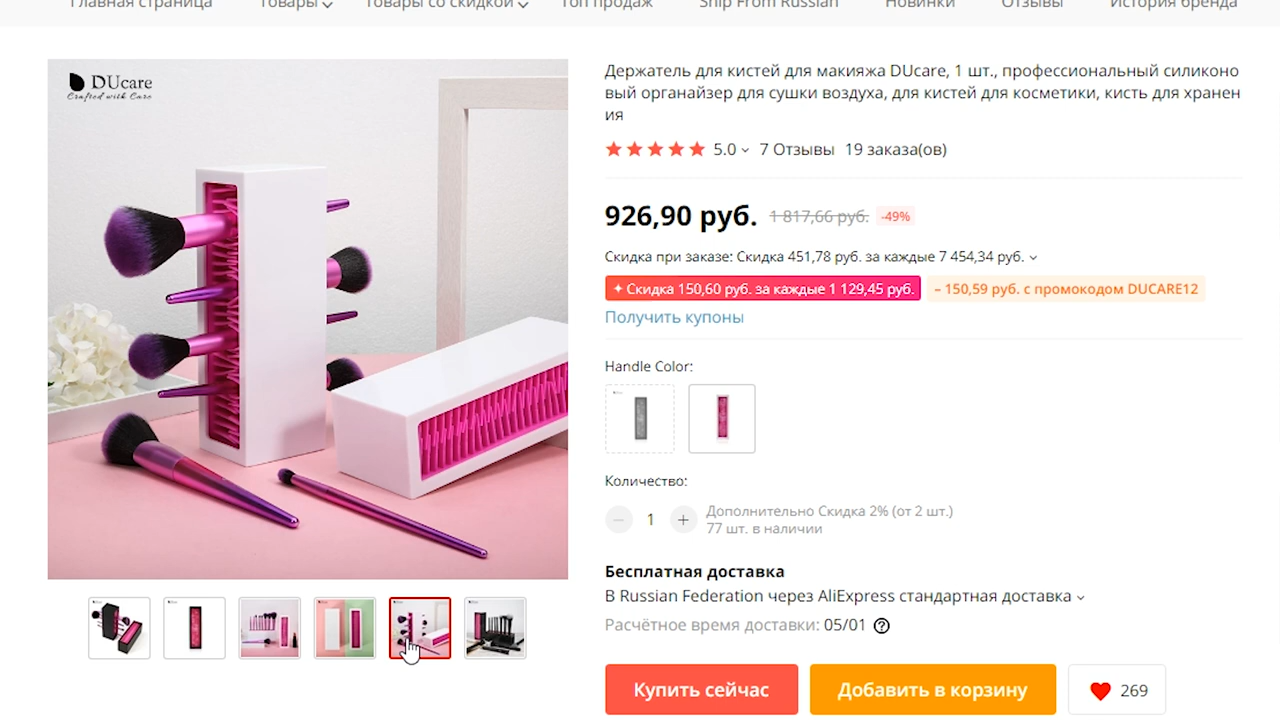 Главная страница
Товары
Товары со скидкой
Топ продаж
Ship From Russian
Новинки
Отзывы
История бренда
DUcare
Crafted with Care
Держатель для кистей для макияжа DUcare, 1 шт., профессиональный силиконо
вый органайзер для сушки воздуха, для кистей для косметики, кисть для хранен
ия
5.0 7 Отзывы 19 заказа(ов)
926,90 руб. 1 817,66 руб. -49%
Скидка при заказе: Скидка 451,78 руб. за каждые 7 454,34 руб.
Скидка 150,60 руб. за каждые 1 129,45 руб. – 150,59 руб. с промокодом DUCARE12
Получить купоны
Handle Color:
Количество:
1
Дополнительно Скидка 2% (от 2 шт.)
77 шт. в наличии
Бесплатная доставка
В Russian Federation через AliExpress стандартная доставка
Расчётное время доставки: 05/01
Купить сейчас
Добавить в корзину
269